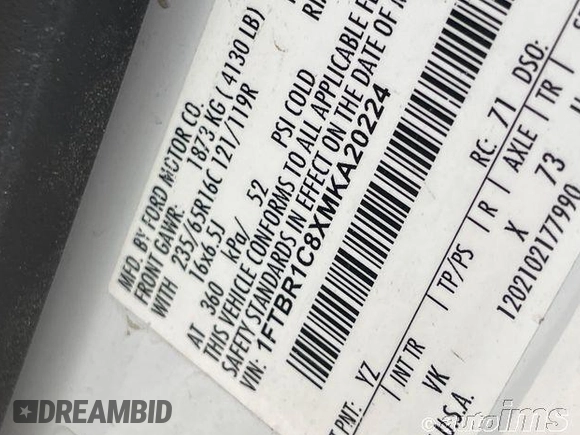 MFD. BY FORD MOTOR CO.
FRONT GAWR: 1873 KG ( 4130 LB)
WITH 235/65R16C 121/119R
16x6.5J
AT 360 kPa/ 52 PSI COLD
THIS VEHICLE CONFORMS TO ALL APPLICABLE
SAFETY STANDARDS IN EFFECT ON THE DATE OF
VIN: 1FTBR1C8XMKA20224
RC: 71 DSO:
PNT: YZ
INT TR TP/PS R AXLE TR
VK X 73
U.S.A. 1202102177990
DREAMBID
autoims